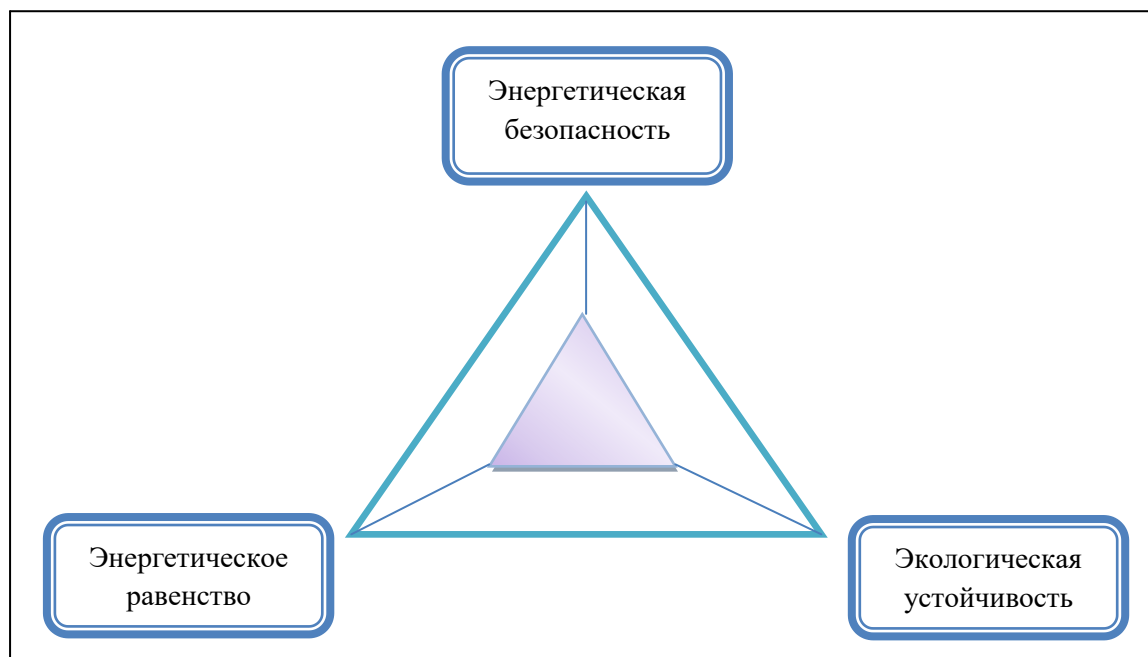 Энергетическая
безопасность
Энергетическое
равенство
Экологическая
устойчивость